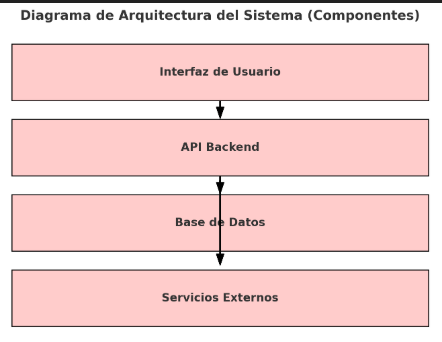 Diagrama de Arquitectura del Sistema (Componentes)
Interfaz de Usuario
API Backend
Base de Datos
Servicios Externos